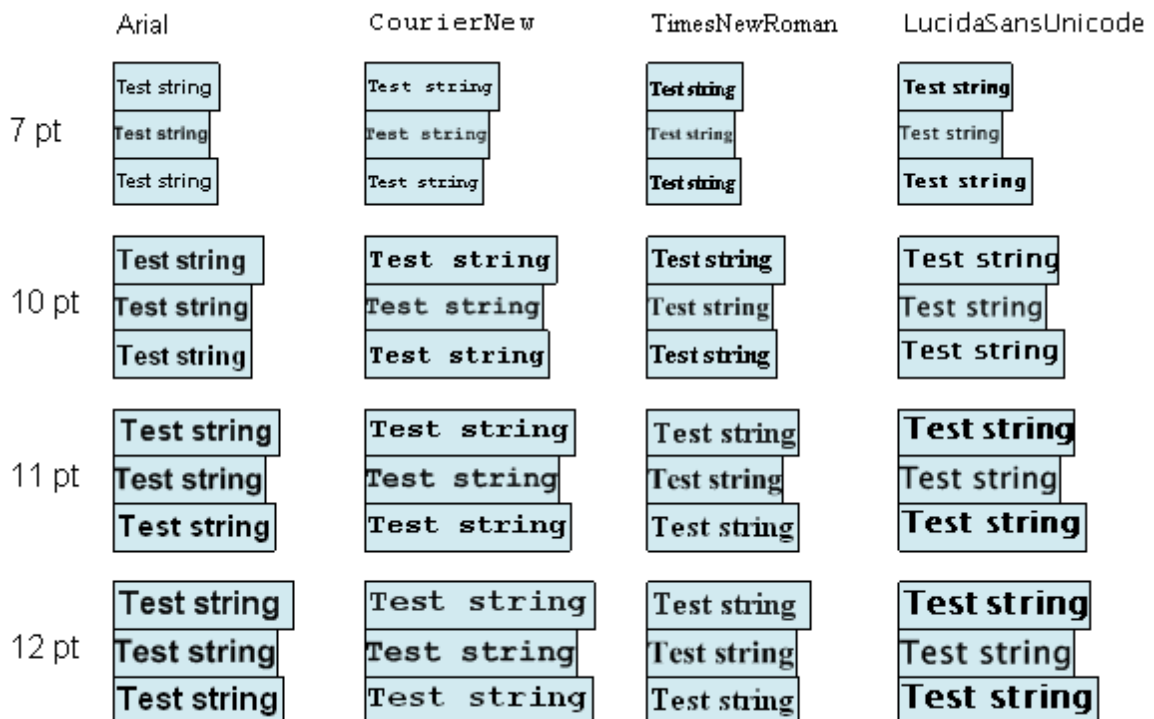 Arial CourierNew TimesNewRoman LucidaSansUnicode
Test string Test string Test string Test string
7 pt Test string Test string Test string Test string
Test string Test string Test string Test string
Test string Test string Test string Test string
10 pt Test string Test string Test string Test string
Test string Test string Test string Test string
Test string Test string Test string Test string
11 pt Test string Test string Test string Test string
Test string Test string Test string Test string
Test string Test string Test string Test string
12 pt Test string Test string Test string Test string
Test string Test string Test string Test string